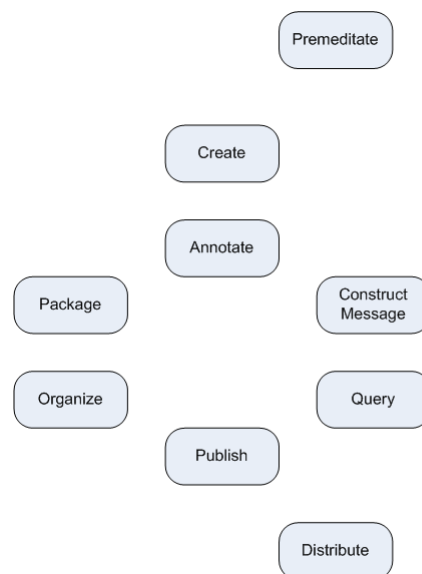 Premeditate
Create
Annotate
Package
Construct
Message
Organize
Query
Publish
Distribute